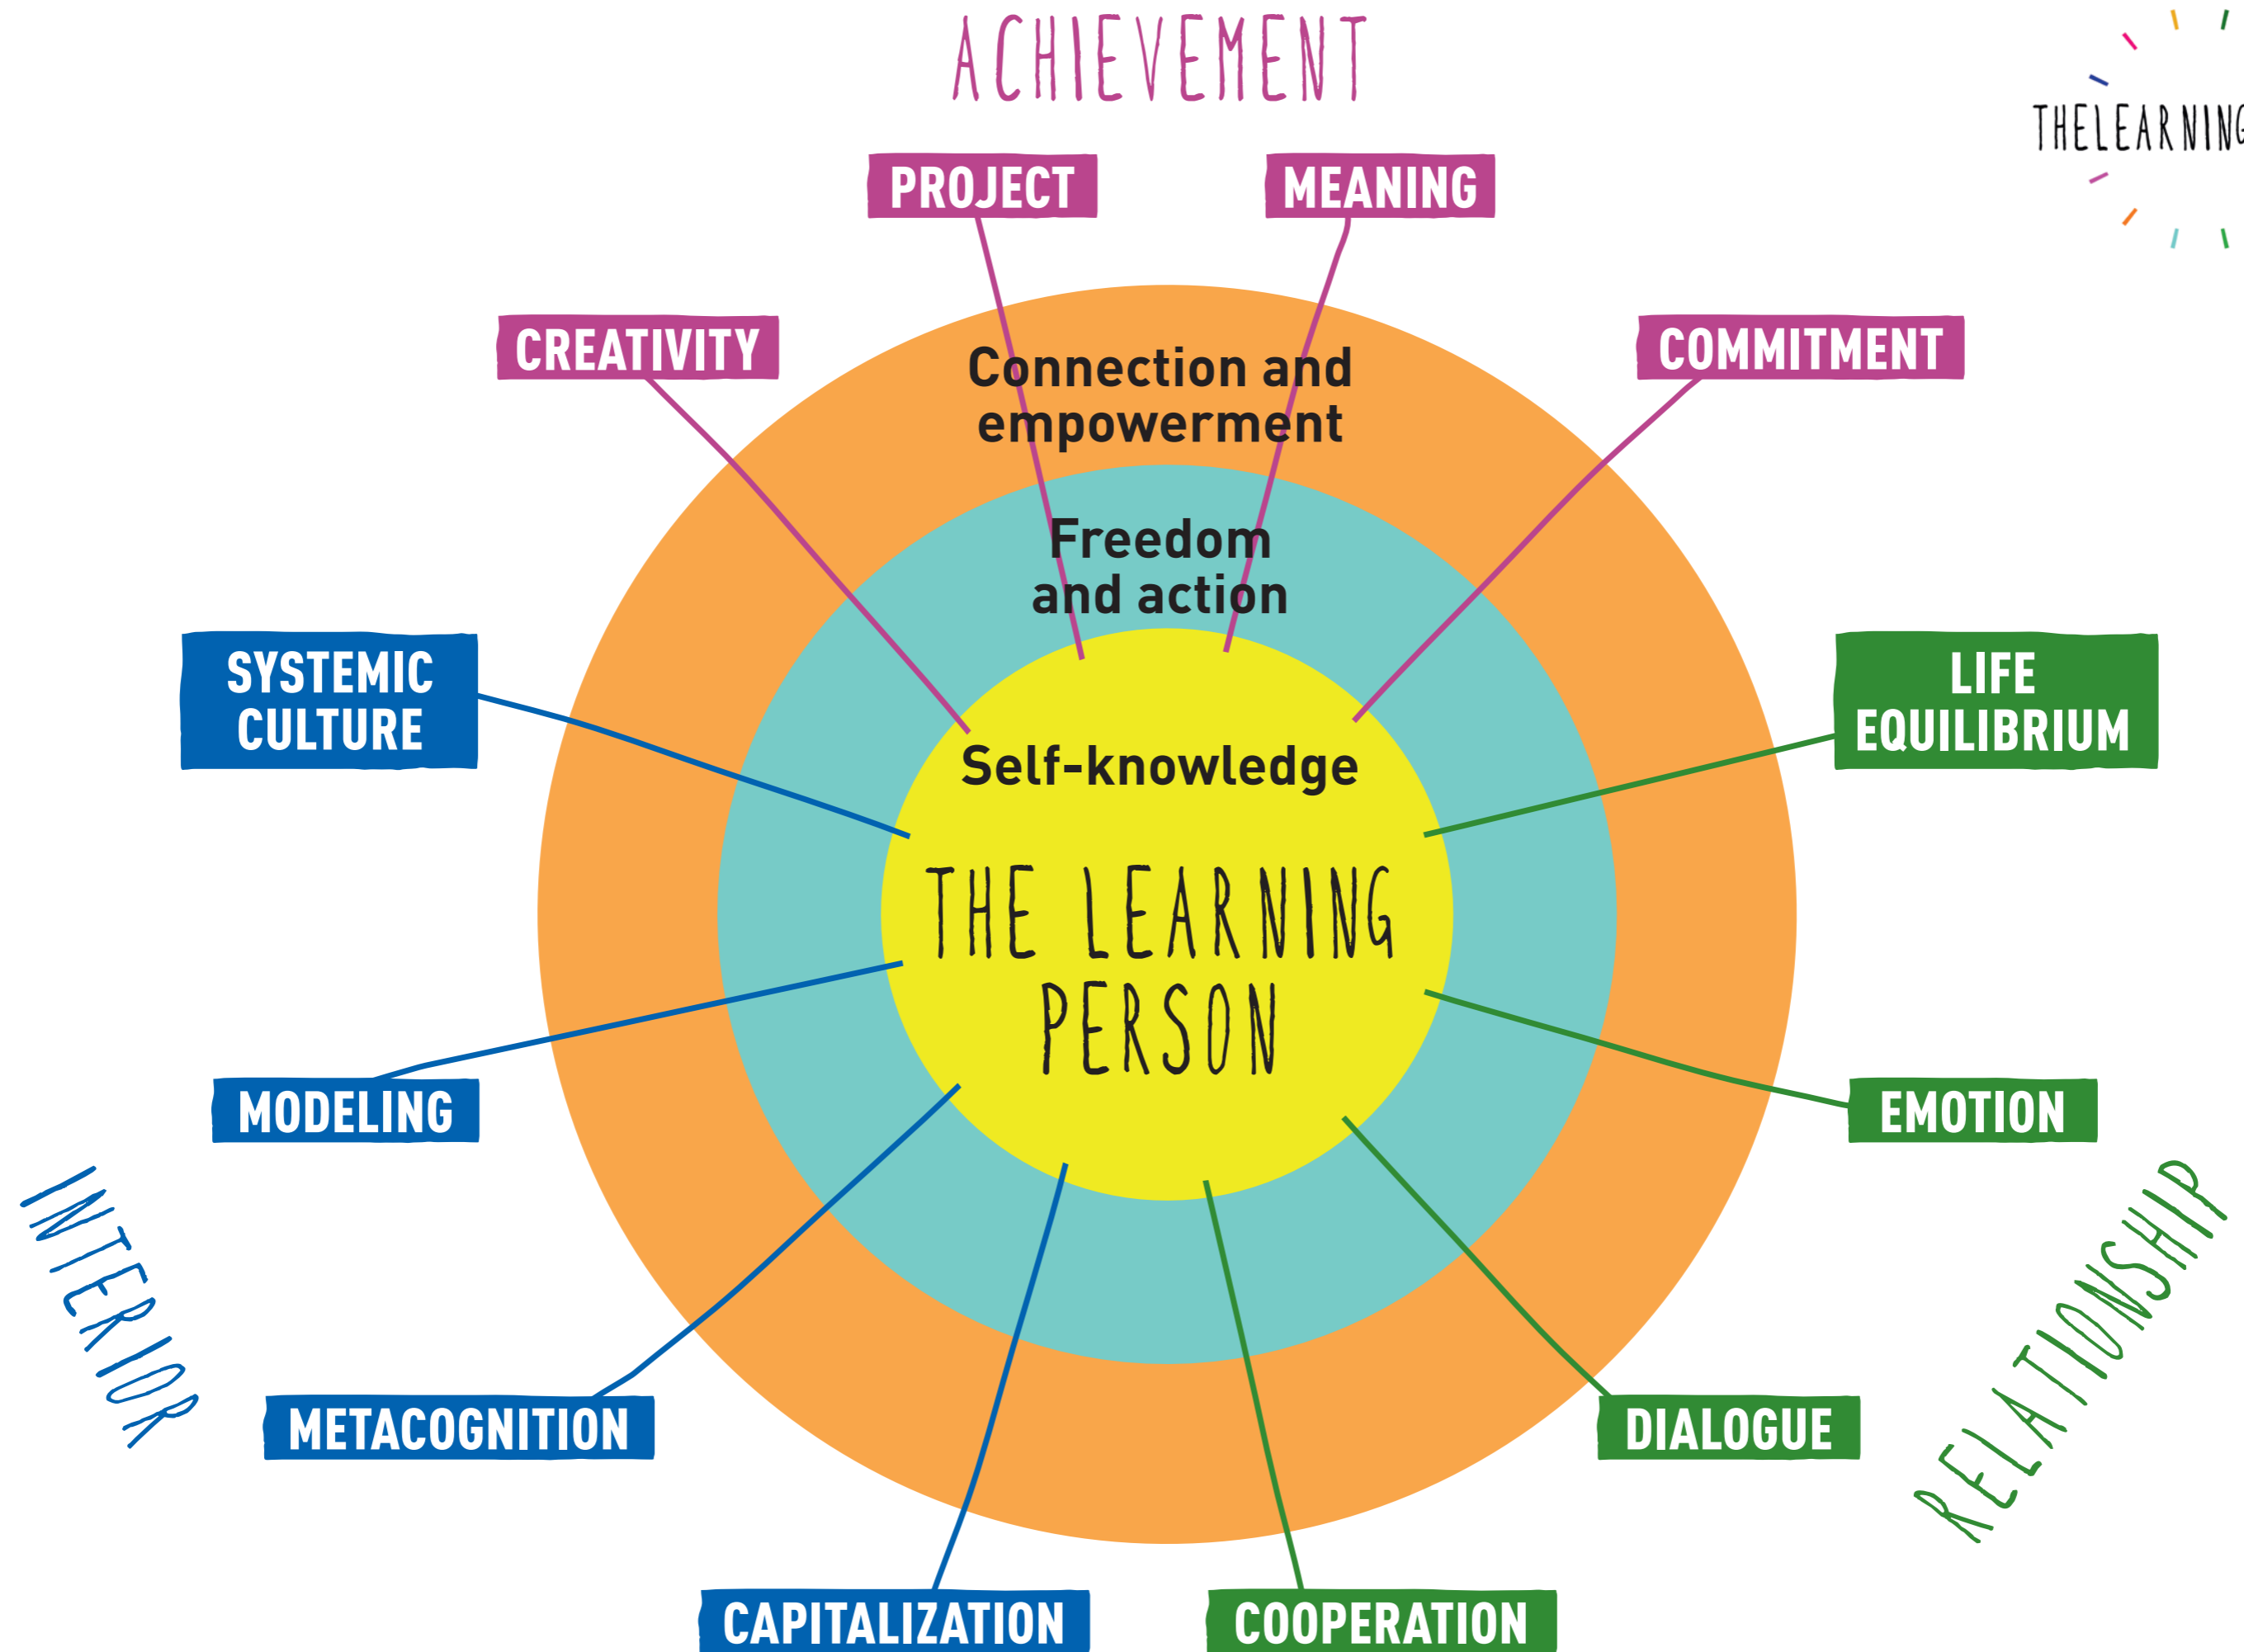 ACHIEVEMENT
THELEARNING
PROJECT
MEANING
CREATIVITY
COMMITMENT
Connection and
empowerment
Freedom
and action
SYSTEMIC
CULTURE
LIFE
EQUILIBRIUM
Self-knowledge
THE LEARNING
PERSON
MODELING
EMOTION
INTERIOR
RELATIONSHIP
METACOGNITION
DIALOGUE
CAPITALIZATION
COOPERATION